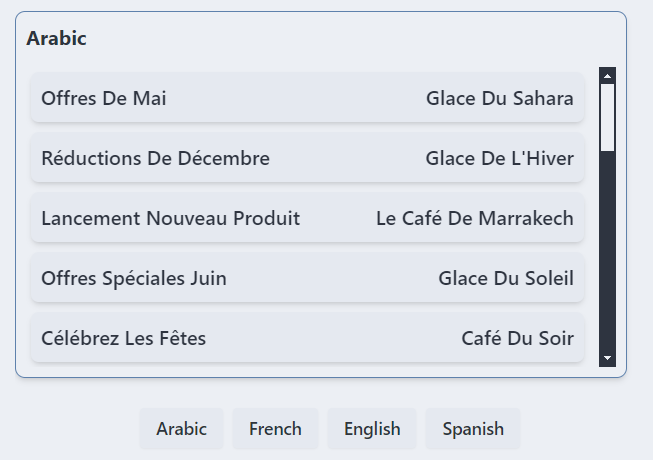 Arabic
Offres De Mai Glace Du Sahara
Réductions De Décembre Glace De L'Hiver
Lancement Nouveau Produit Le Café De Marrakech
Offres Spéciales Juin Glace Du Soleil
Célébrez Les Fêtes Café Du Soir
Arabic French English Spanish